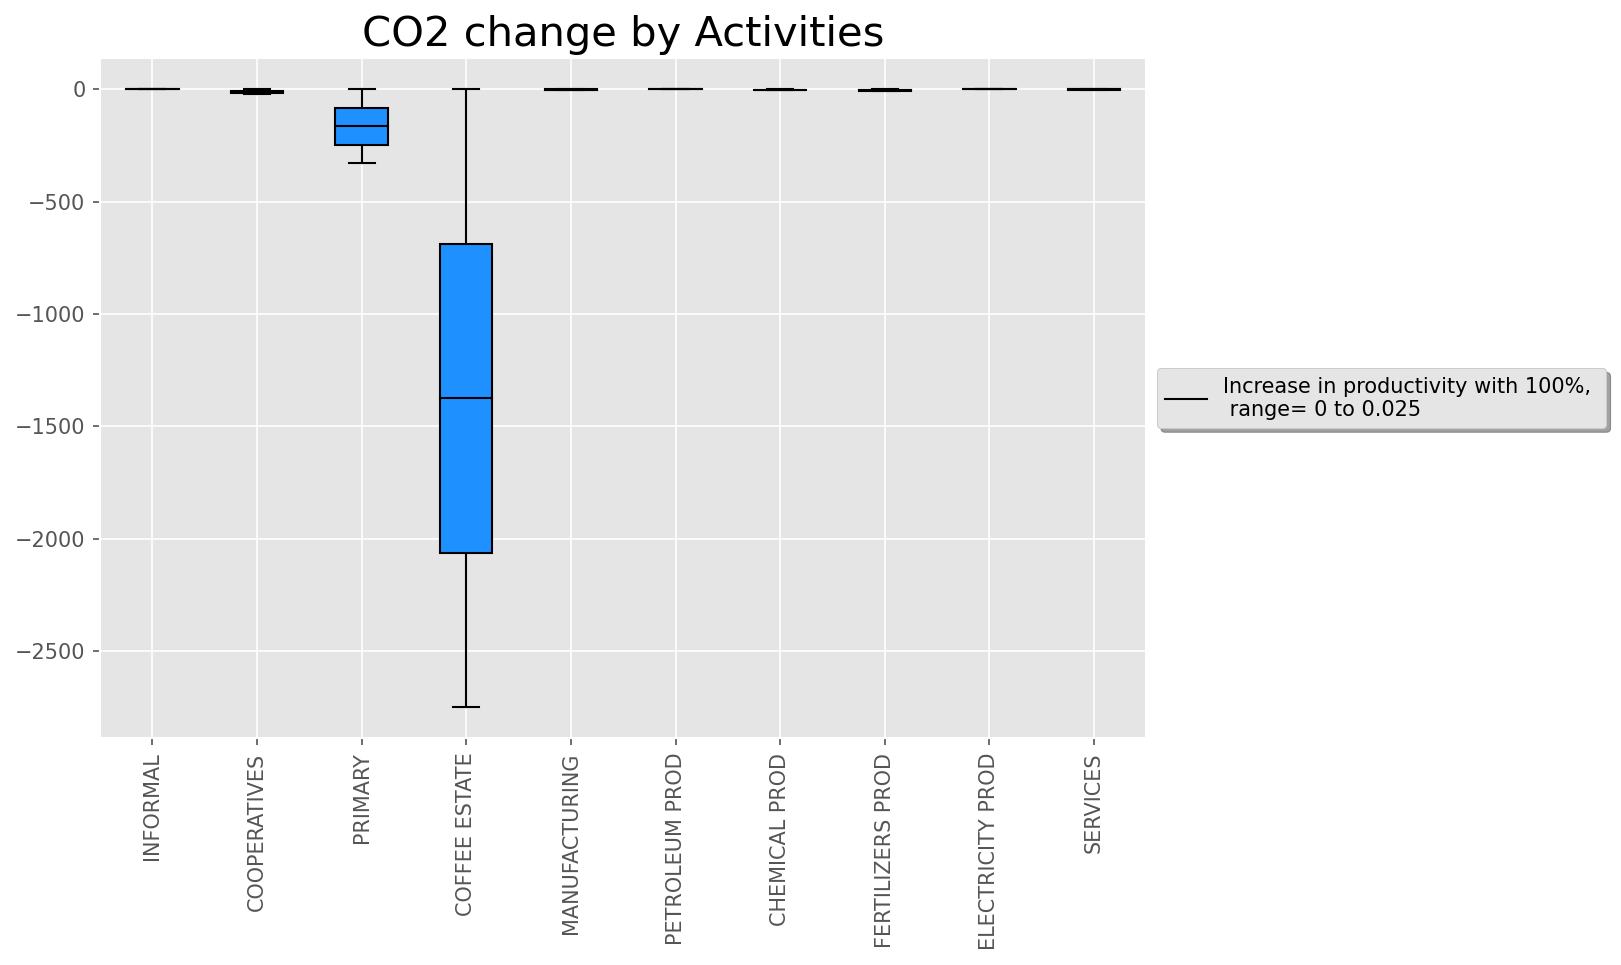 CO2 change by Activities
0
−500
−1000
−1500
−2000
−2500
INFORMAL
COOPERATIVES
PRIMARY
COFFEE ESTATE
MANUFACTURING
PETROLEUM PROD
CHEMICAL PROD
FERTILIZERS PROD
ELECTRICITY PROD
SERVICES
Increase in productivity with 100%,
range= 0 to 0.025